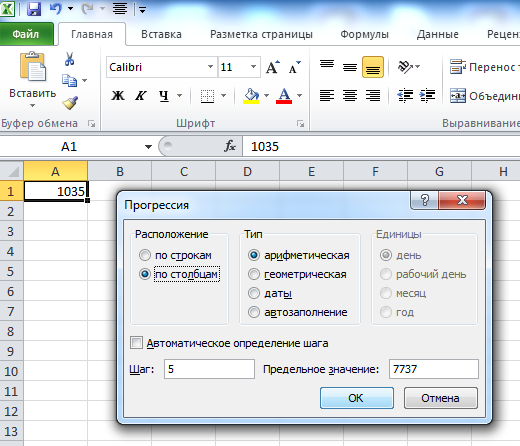 Файл Главная Вставка Разметка страницы Формулы Данные Рецен
Вставить
Calibri 11
Ж К Ч
Перенос т
Объедин
Буфер обмена Шрифт Выравнивание
A1 fx 1035
A B C D E F G H
1 1035
2
3
4
5
6
7
8
9
10
11
12
13
Прогрессия
Расположение
по строкам
по столбцам
Тип
арифметическая
геометрическая
даты
автозаполнение
Единицы
день
рабочий день
месяц
год
Автоматическое определение шага
Шаг: 5 Предельное значение: 7737
ОК Отмена